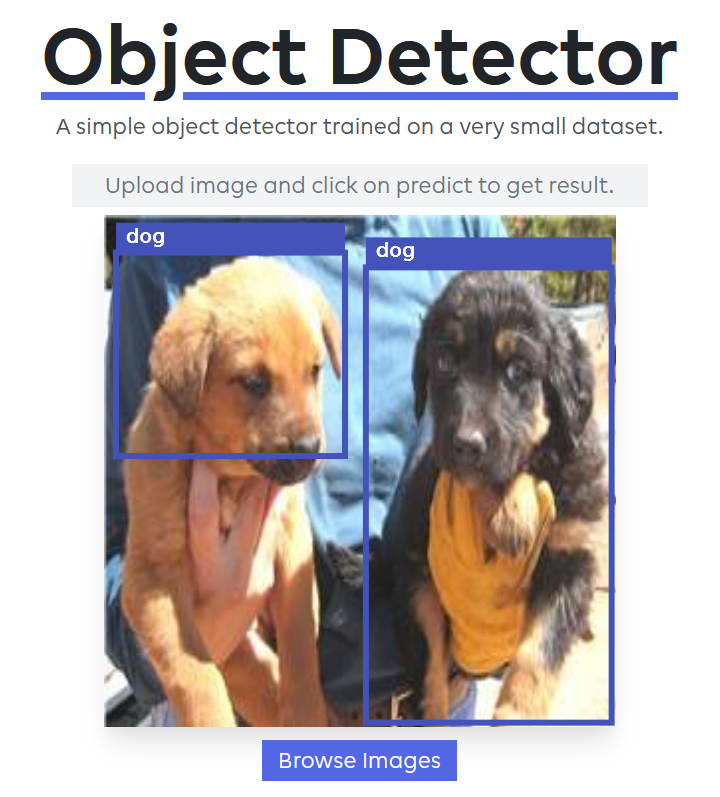 Object Detector
A simple object detector trained on a very small dataset.
Upload image and click on predict to get result.
dog
dog
Browse Images